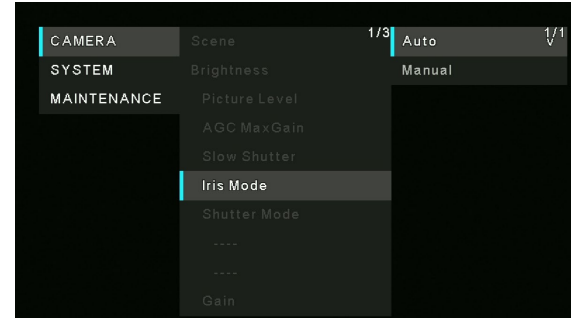 CAMERA
SYSTEM
MAINTENANCE
1/3
Scene
Brightness
Picture Level
AGC MaxGain
Slow Shutter
Iris Mode
Shutter Mode
----
----
Gain
1/1
Auto
Manual